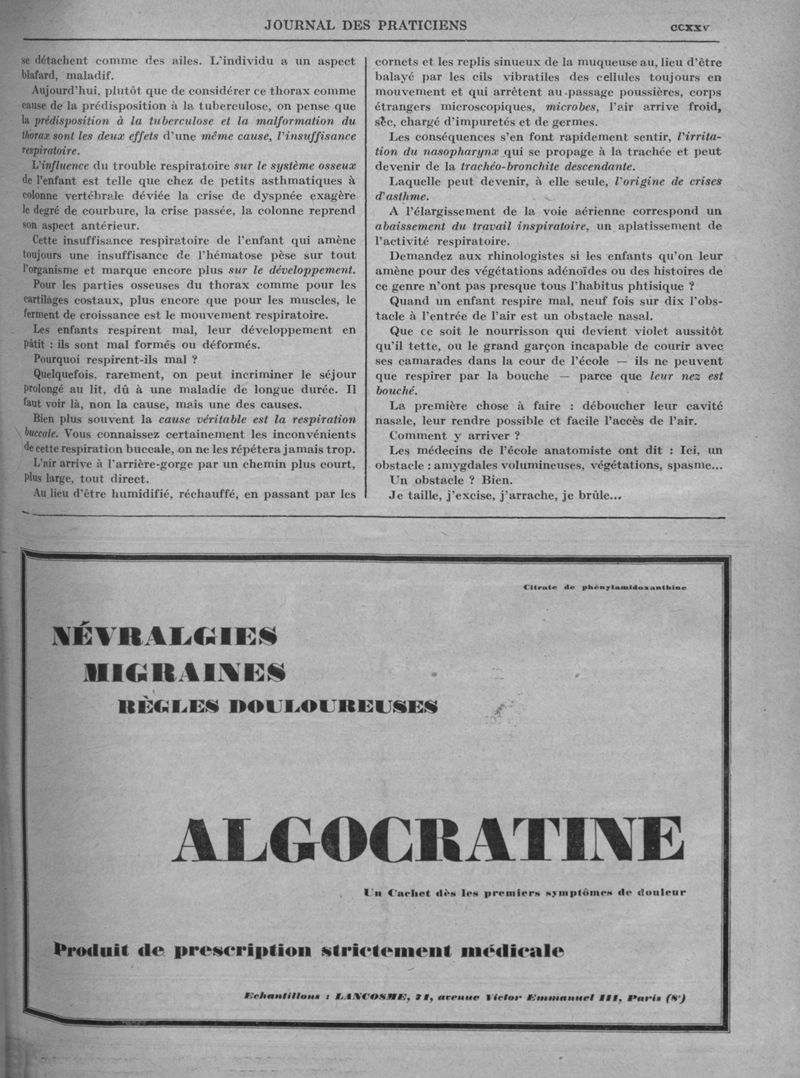 JOURNAL DES PRATICIENS
CCXXV
se détachent comme des ailes. L'individu a un aspect
blafard, maladif.
Aujourd'hui, plutôt que de considérer ce thorax comme
cause de la prédisposition à la tuberculose, on pense que
la prédisposition à la tuberculose et la malformation du
thorax sont les deux effets d'une même cause, l'insuffisance
respiratoire.
L'influence du trouble respiratoire sur le système osseux
de l'enfant est telle que chez de petits asthmatiques à
colonne vertébrale déviée la crise de dyspnée exagère
le degré de courbure, la crise passée, la colonne reprend
son aspect antérieur.
Cette insuffisance respiratoire de l'enfant qui amène
toujours une insuffisance de l'hématose pèse sur tout
l'organisme et marque encore plus sur le développement.
Pour les parties osseuses du thorax comme pour les
cartilages costaux, plus encore que pour les muscles, le
ferment de croissance est le mouvement respiratoire.
Les enfants respirent mal, leur développement en
pâtit : ils sont mal formés ou déformés.
Pourquoi respirent-ils mal ?
Quelquefois, rarement, on peut incriminer le séjour
prolongé au lit, dû à une maladie de longue durée. Il
faut voir là, non la cause, mais une des causes.
Bien plus souvent la cause véritable est la respiration
buccale. Vous connaissez certainement les inconvénients
de cette respiration buccale, on ne les répétera jamais trop.
L'air arrive à l'arrière-gorge par un chemin plus court,
plus large, tout direct.
Au lieu d'être humidifié, réchauffé, en passant par les
cornets et les replis sinueux de la muqueuse au, lieu d'être
balayé par les cils vibratiles des cellules toujours en
mouvement et qui arrêtent au passage poussières, corps
étrangers microscopiques, microbes, l'air arrive froid,
sec, chargé d'impuretés et de germes.
Les conséquences s'en font rapidement sentir, l'irrita-
tion du nasopharynx qui se propage à la trachée et peut
devenir de la trachéo-bronchite descendante.
Laquelle peut devenir, à elle seule, l'origine de crises
d'asthme.
A l'élargissement de la voie aérienne correspond un
abaissement du travail inspiratoire, un aplatissement de
l'activité respiratoire.
Demandez aux rhinologistes si les enfants qu'on leur
amène pour des végétations adénoïdes ou des histoires de
ce genre n'ont pas presque tous l'habitus phtisique ?
Quand un enfant respire mal, neuf fois sur dix l'obs-
tacle à l'entrée de l'air est un obstacle nasal.
Que ce soit le nourrisson qui devient violet aussitôt
qu'il tette, ou le grand garçon incapable de courir avec
ses camarades dans la cour de l'école — ils ne peuvent
que respirer par la bouche — parce que leur nez est
bouché.
La première chose à faire : déboucher leur cavité
nasale, leur rendre possible et facile l'accès de l'air.
Comment y arriver ?
Les médecins de l'école anatomiste ont dit : Ici, un
obstacle : amygdales volumineuses, végétations, spasme...
Un obstacle ? Bien.
Je taille, j'excise, j'arrache, je brûle...
Citrate de phénylamidoxanthine
NÉVRALGIES
MIGRAINES
RÈGLES DOULOUREUSES
ALGOCRATINE
Un Cachet dès les premiers symptômes de douleur
Produit de prescription strictement médicale
Echantillons : LANCOSME, 71, avenue Victor Emmanuel III, Paris (8e)